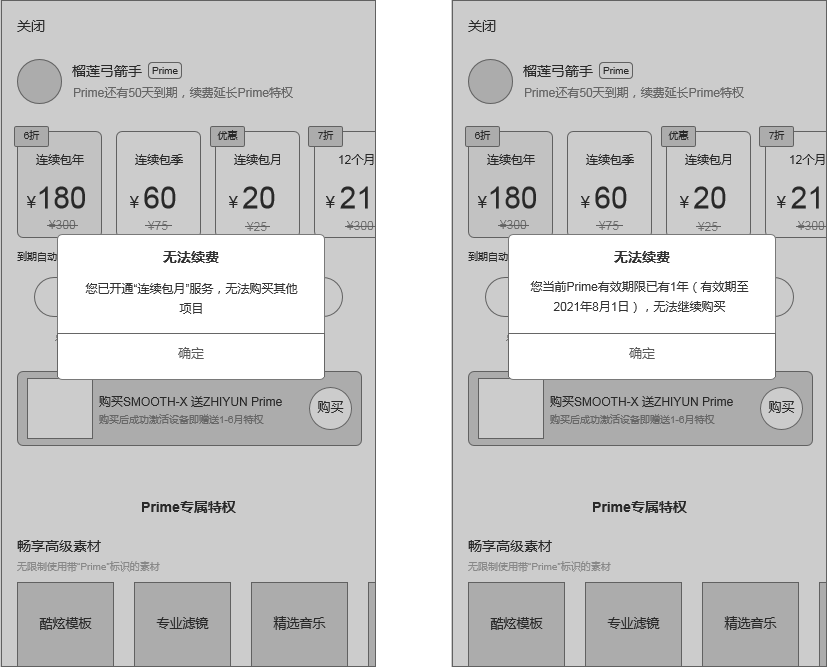 关闭
榴莲弓箭手 Prime
Prime还有50天到期，续费延长Prime特权
6折 优惠 7折
连续包年 连续包季 连续包月 12个月
¥180 ¥60 ¥20 ¥21
¥300 ¥75 ¥25 ¥300
到期自动
无法续费
您已开通“连续包月”服务，无法购买其他
项目
确定
购买SMOOTH-X 送ZHIYUN Prime
购买后成功激活设备即赠送1-6月特权
购买
Prime专属特权
畅享高级素材
无限制使用带“Prime”标识的素材
酷炫模板 专业滤镜 精选音乐
关闭
榴莲弓箭手 Prime
Prime还有50天到期，续费延长Prime特权
6折 优惠 7折
连续包年 连续包季 连续包月 12个月
¥180 ¥60 ¥20 ¥21
¥300 ¥75 ¥25 ¥300
到期自动
无法续费
您当前Prime有效期限已有1年（有效期至
2021年8月1日），无法继续购买
确定
购买SMOOTH-X 送ZHIYUN Prime
购买后成功激活设备即赠送1-6月特权
购买
Prime专属特权
畅享高级素材
无限制使用带“Prime”标识的素材
酷炫模板 专业滤镜 精选音乐